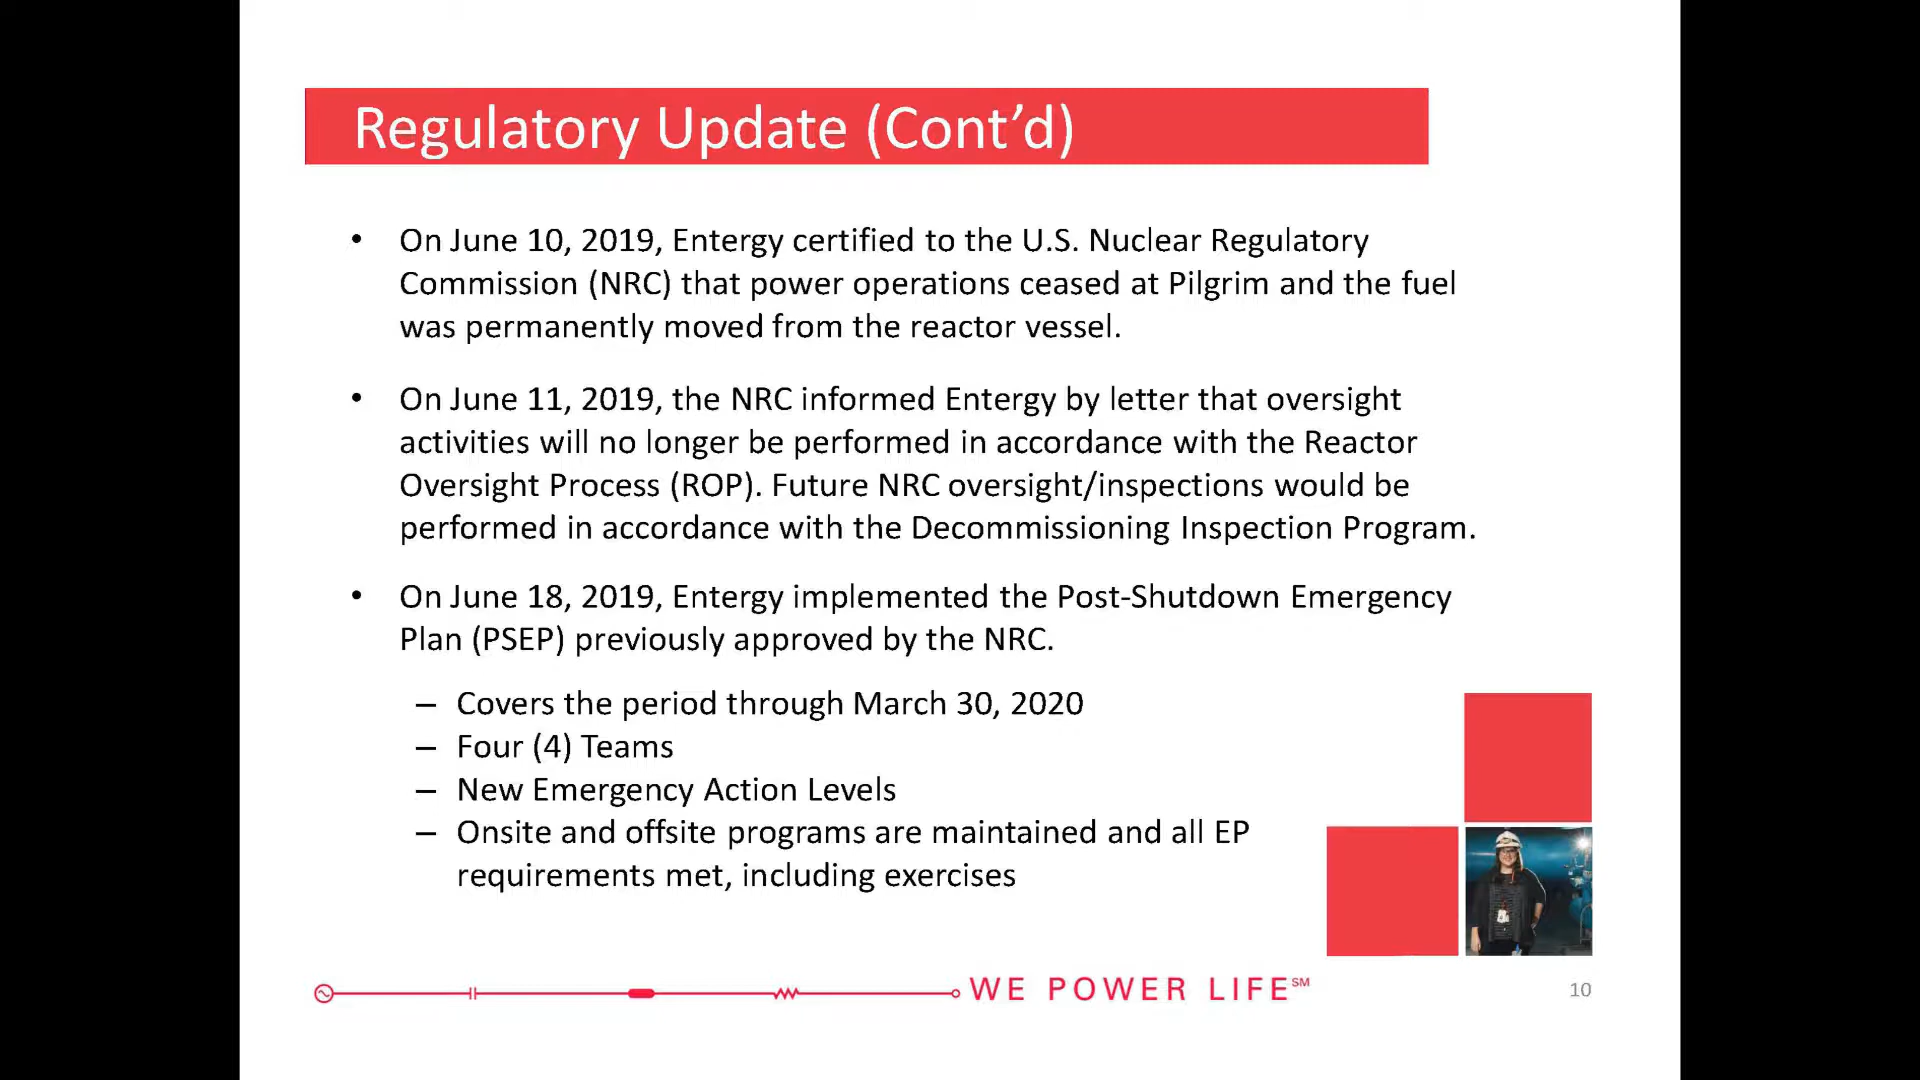 Regulatory Update (Cont’d)
• On June 10, 2019, Entergy certified to the U.S. Nuclear Regulatory
Commission (NRC) that power operations ceased at Pilgrim and the fuel
was permanently moved from the reactor vessel.
• On June 11, 2019, the NRC informed Entergy by letter that oversight
activities will no longer be performed in accordance with the Reactor
Oversight Process (ROP). Future NRC oversight/inspections would be
performed in accordance with the Decommissioning Inspection Program.
• On June 18, 2019, Entergy implemented the Post-Shutdown Emergency
Plan (PSEP) previously approved by the NRC.
– Covers the period through March 30, 2020
– Four (4) Teams
– New Emergency Action Levels
– Onsite and offsite programs are maintained and all EP
requirements met, including exercises
WE POWER LIFE℠
10